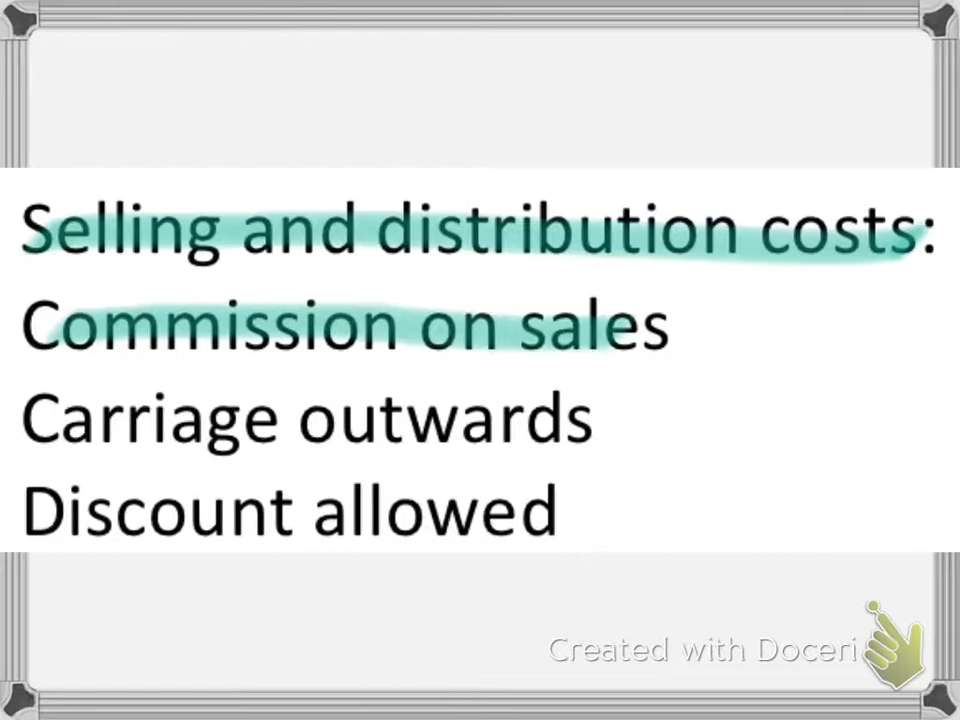 Selling and distribution costs:
Commission on sales
Carriage outwards
Discount allowed
Created with Doceri